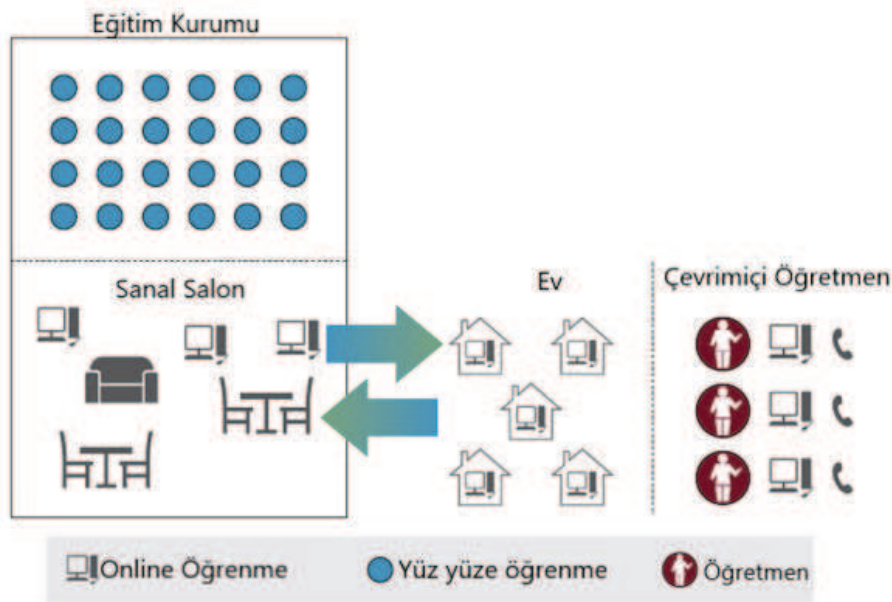 Eğitim Kurumu
Sanal Salon
Ev
Çevrimiçi Öğretmen
Online Öğrenme
Yüz yüze öğrenme
Öğretmen